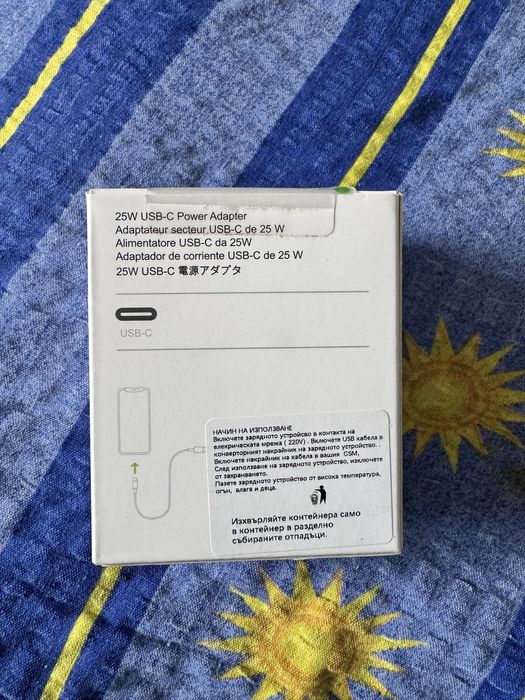 25W USB-C Power Adapter
Adaptateur secteur USB-C de 25 W
Alimentatore USB-C da 25W
Adaptador de corriente USB-C de 25 W
25W USB-C 電源アダプタ
USB-C
НАЧИН НА ИЗПОЛЗВАНЕ
Включете зарядното устройсво в контакта на
елекрическата мрежа ( 220V) . Включете USB кабела в
конверторният накрайник на зарядното устройство. .
Включете накрайник на кабела в вашия GSM,
След използване на зарядното устройство, изключете
от захранването.
Пазете зарядното устройство от висока температура,
огън, влага и деца.
Изхвърляйте контейнера само
в контейнер в разделно
събираните отпадъци.